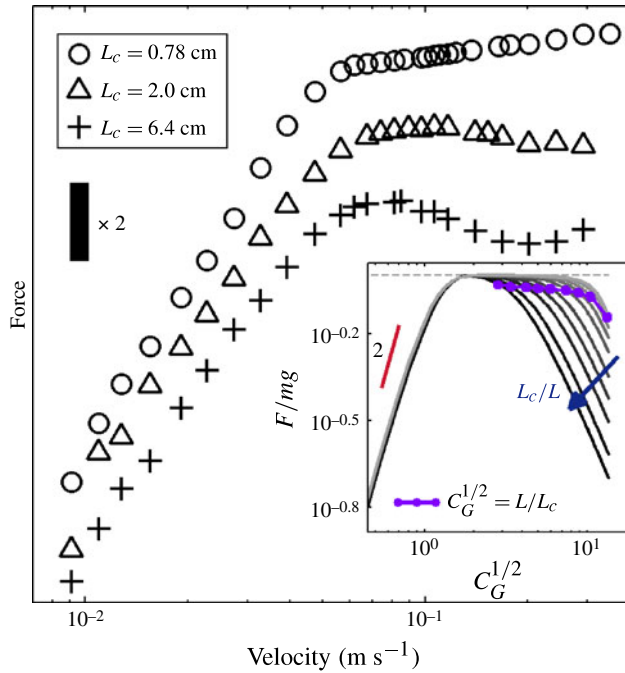 L_c = 0.78 cm
L_c = 2.0 cm
L_c = 6.4 cm
× 2
Force
10^{-2}
10^{-1}
Velocity (m s^{−1})
F/mg
10^{−0.2}
10^{−0.5}
10^{−0.8}
2
L_c/L
C_G^{1/2} = L/L_c
10^0
10^1
C_G^{1/2}